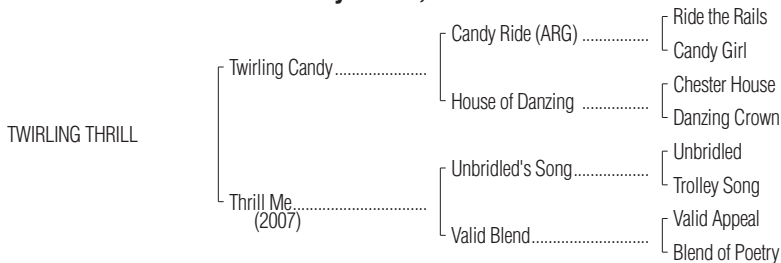 Ride the Rails
Candy Ride (ARG) ................
Candy Girl
Twirling Candy......................
Chester House
House of Danzing ................
Danzing Crown
TWIRLING THRILL
Unbridled
Unbridled's Song..................
Trolley Song
Thrill Me................................
(2007)
Valid Appeal
Valid Blend............................
Blend of Poetry